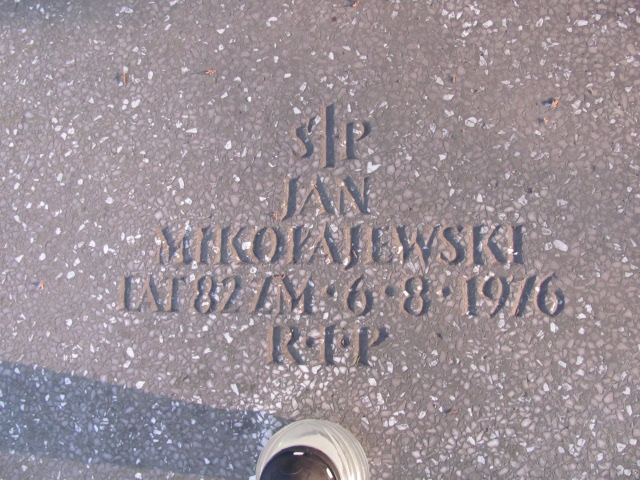 Ś†P
JAN
MIKOŁAJEWSKI
LAT 82 ZM·6·8·1976
R·I·P